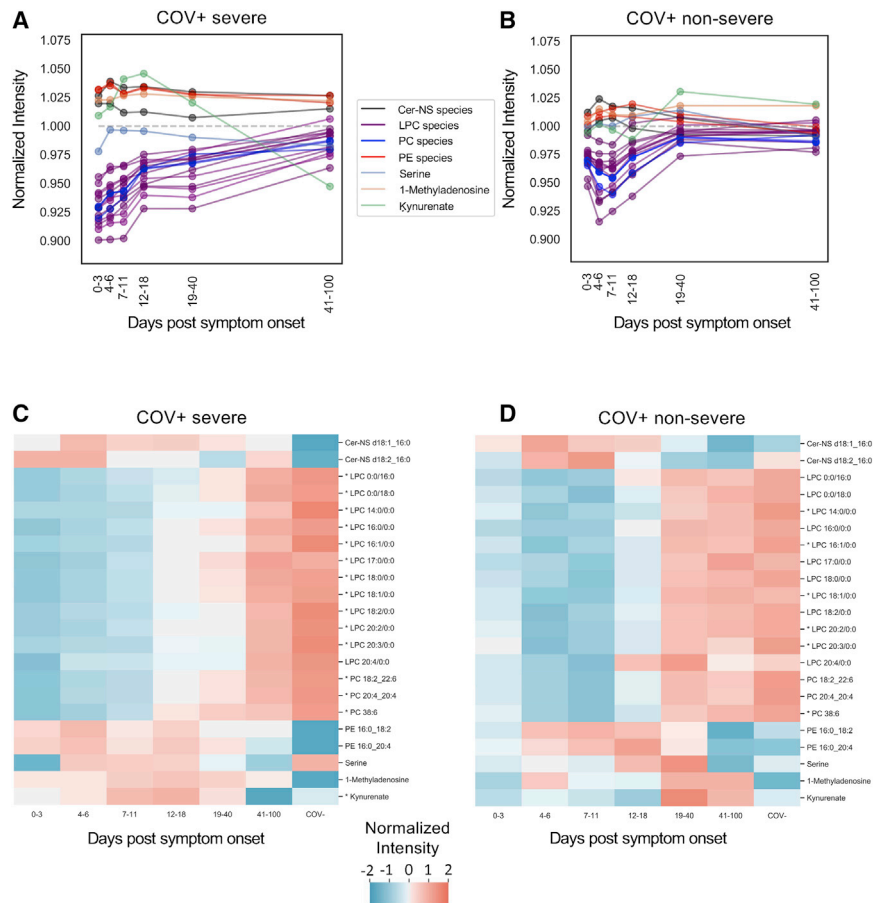 A
COV+ severe
Normalized Intensity
1.075
1.050
1.025
1.000
0.975
0.950
0.925
0.900
0-3
4-6
7-11
12-18
19-40
41-100
Days post symptom onset
Cer-NS species
LPC species
PC species
PE species
Serine
1-Methyladenosine
Kynurenate
B
COV+ non-severe
Normalized Intensity
1.075
1.050
1.025
1.000
0.975
0.950
0.925
0.900
0-3
4-6
7-11
12-18
19-40
41-100
Days post symptom onset
C
COV+ severe
Cer-NS d18:1_16:0
Cer-NS d18:2_16:0
* LPC 0:0/16:0
* LPC 0:0/18:0
* LPC 14:0/0:0
* LPC 16:0/0:0
* LPC 16:1/0:0
* LPC 17:0/0:0
* LPC 18:0/0:0
* LPC 18:1/0:0
* LPC 18:2/0:0
* LPC 20:2/0:0
* LPC 20:3/0:0
LPC 20:4/0:0
* PC 18:2_22:6
* PC 20:4_20:4
* PC 38:6
PE 16:0_18:2
PE 16:0_20:4
Serine
1-Methyladenosine
* Kynurenate
0-3 4-6 7-11 12-18 19-40 41-100 COV-
Days post symptom onset
D
COV+ non-severe
Cer-NS d18:1_16:0
Cer-NS d18:2_16:0
LPC 0:0/16:0
LPC 0:0/18:0
* LPC 14:0/0:0
LPC 16:0/0:0
* LPC 16:1/0:0
LPC 17:0/0:0
LPC 18:0/0:0
* LPC 18:1/0:0
LPC 18:2/0:0
* LPC 20:2/0:0
* LPC 20:3/0:0
LPC 20:4/0:0
PC 18:2_22:6
PC 20:4_20:4
* PC 38:6
PE 16:0_18:2
PE 16:0_20:4
Serine
1-Methyladenosine
Kynurenate
0-3 4-6 7-11 12-18 19-40 41-100 COV-
Days post symptom onset
Normalized
Intensity
-2 -1 0 1 2